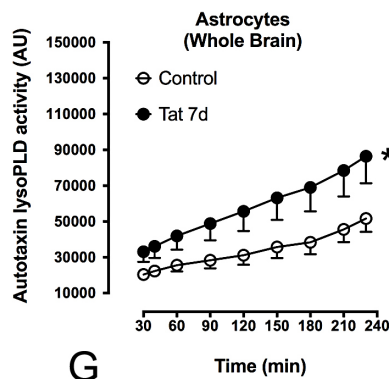 Astrocytes
(Whole Brain)
Autotaxin lysoPLD activity (AU)
150000
130000
110000
90000
70000
50000
30000
10000
Control
Tat 7d
*
30 60 90 120 150 180 210 240
Time (min)
G